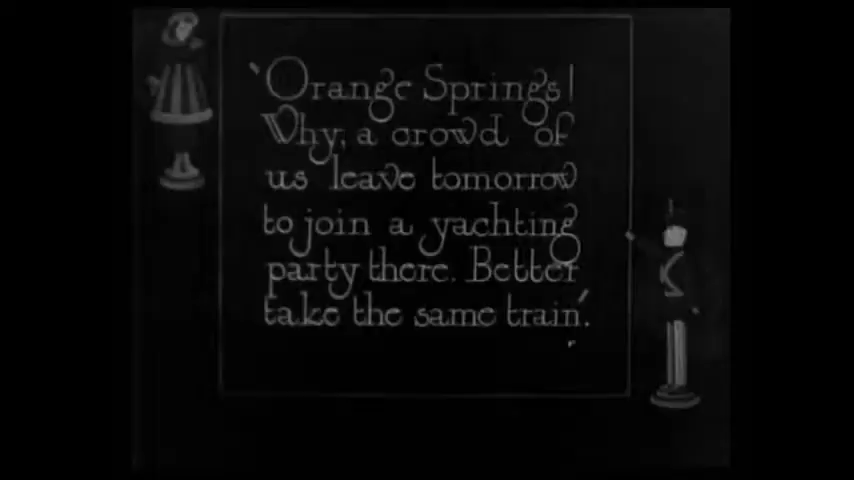 'Orange Springs!
Why, a crowd of
us leave tomorrow
to join a yachting
party there. Better
take the same train'.